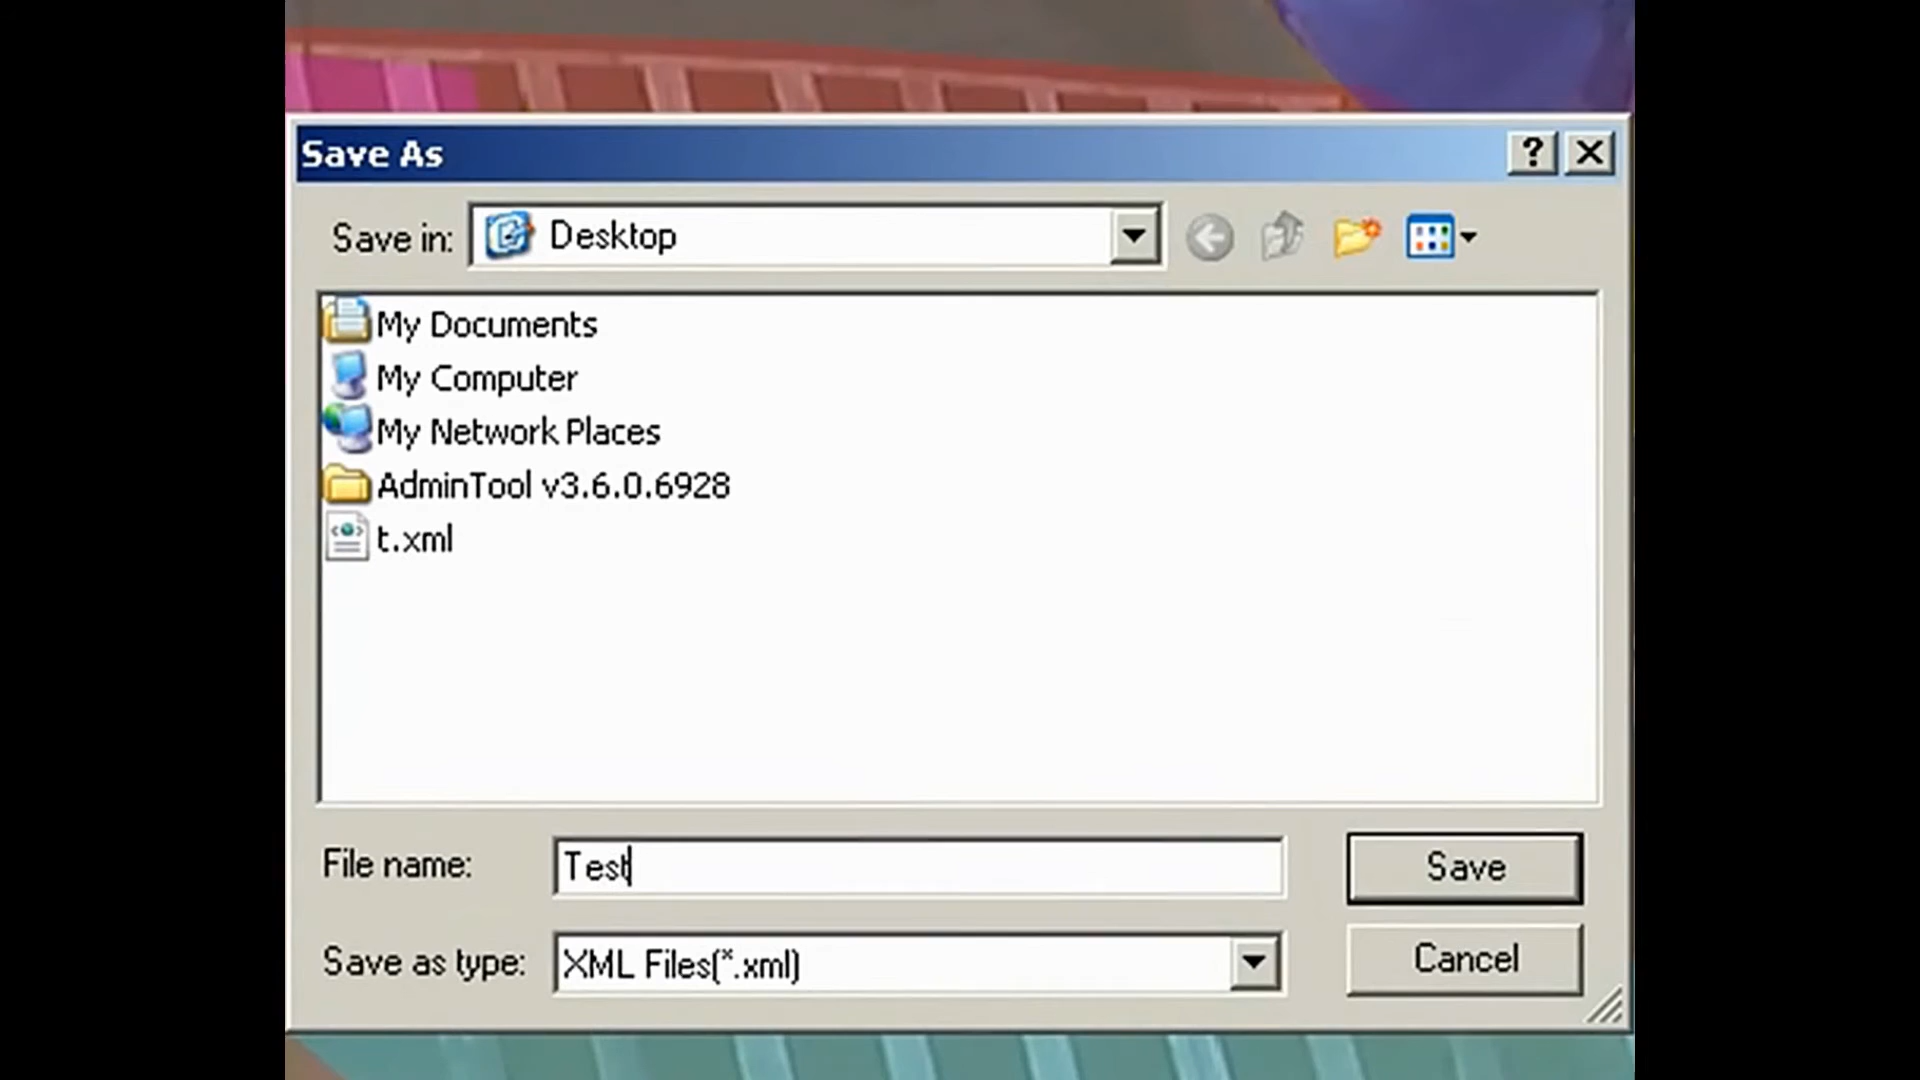 Save As
?
Save in: Desktop
My Documents
My Computer
My Network Places
AdminTool v3.6.0.6928
t.xml
File name: Test
Save
Save as type: XML Files(*.xml)
Cancel